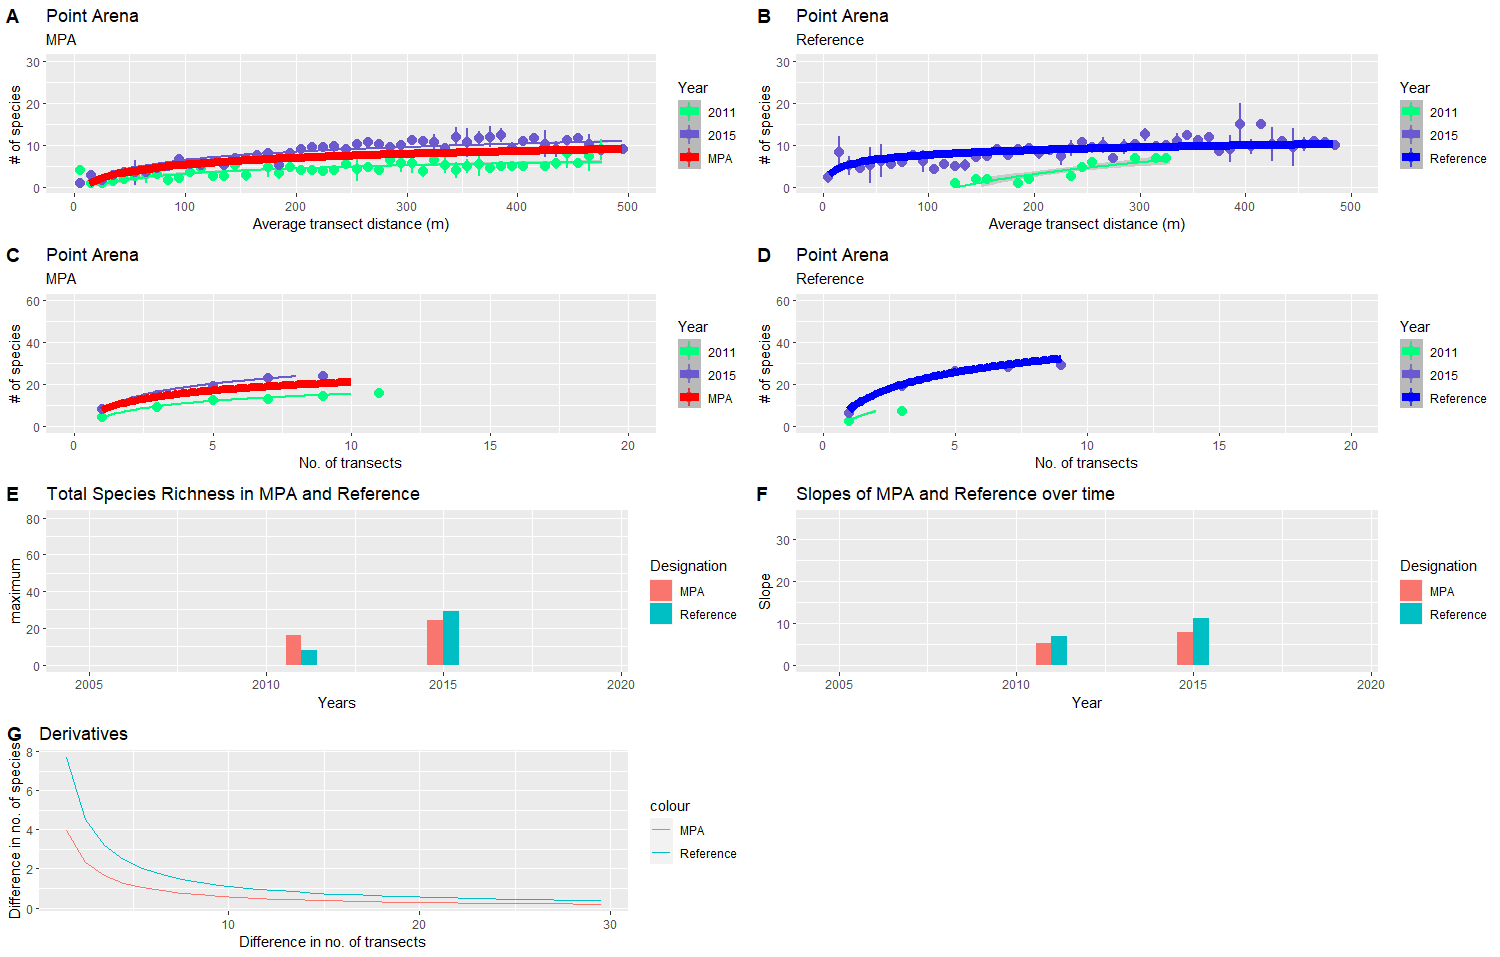 A
Point Arena
MPA
# of species
30
20
10
0
0
100
200
300
400
500
Average transect distance (m)
Year
2011
2015
MPA
B
Point Arena
Reference
# of species
30
20
10
0
0
100
200
300
400
500
Average transect distance (m)
Year
2011
2015
Reference
C
Point Arena
MPA
# of species
60
40
20
0
0
5
10
15
20
No. of transects
Year
2011
2015
MPA
D
Point Arena
Reference
# of species
60
40
20
0
0
5
10
15
20
No. of transects
Year
2011
2015
Reference
E
Total Species Richness in MPA and Reference
maximum
80
60
40
20
0
2005
2010
2015
2020
Years
Designation
MPA
Reference
F
Slopes of MPA and Reference over time
Slope
30
20
10
0
2005
2010
2015
2020
Year
Designation
MPA
Reference
G
Derivatives
Difference in no. of species
8
6
4
2
0
10
20
30
Difference in no. of transects
colour
MPA
Reference